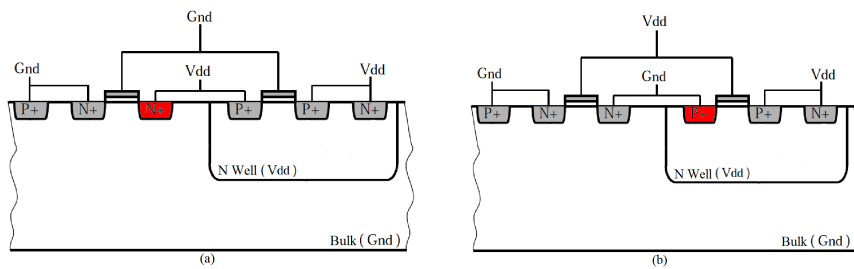 Gnd
Gnd
Vdd
Vdd
P+
N+
N+
P+
P+
N+
N Well (Vdd)
Bulk (Gnd)
(a)
Vdd
Gnd
Gnd
Vdd
P+
N+
N+
P+
P+
N+
N Well (Vdd)
Bulk (Gnd)
(b)